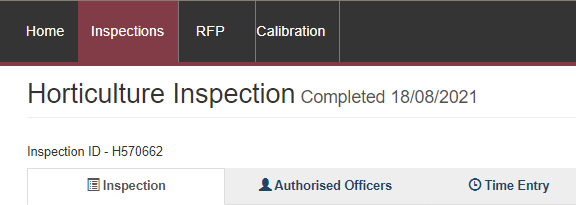 Home Inspections RFP Calibration
Horticulture Inspection Completed 18/08/2021
Inspection ID - H570662
Inspection Authorised Officers Time Entry